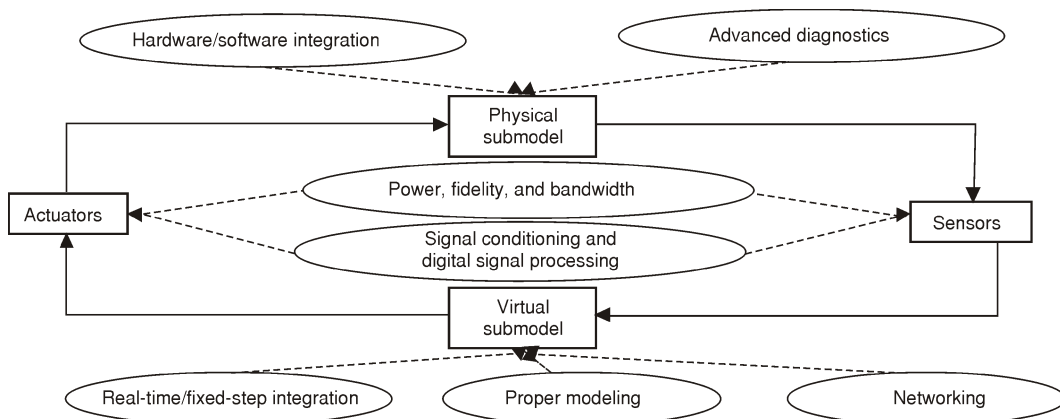 Hardware/software integration
Advanced diagnostics
Physical
submodel
Power, fidelity, and bandwidth
Actuators
Sensors
Signal conditioning and
digital signal processing
Virtual
submodel
Real-time/fixed-step integration
Proper modeling
Networking